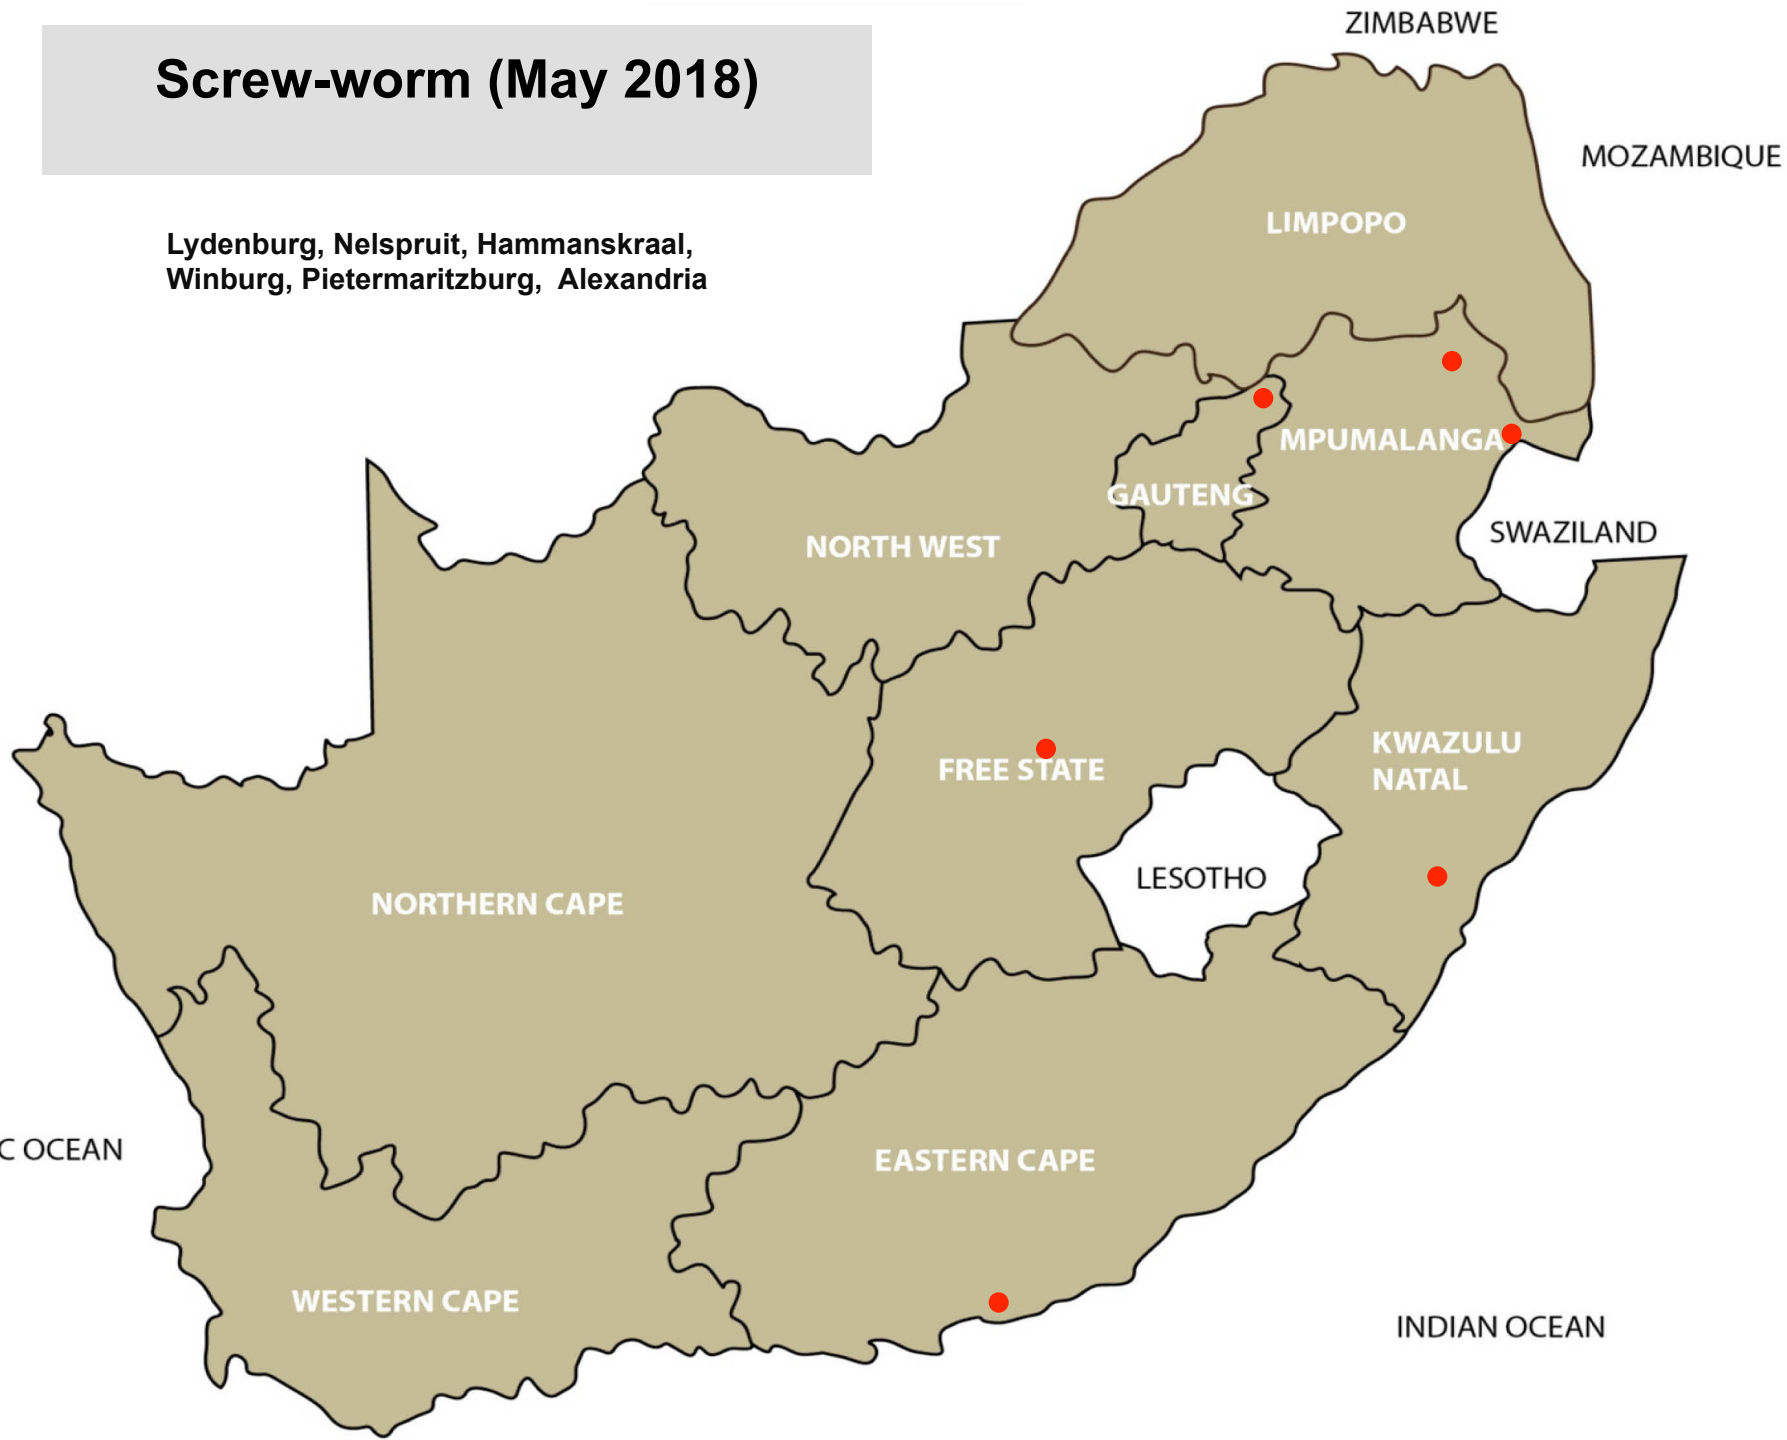 Screw-worm (May 2018)
Lydenburg, Nelspruit, Hammanskraal,
Winburg, Pietermaritzburg, Alexandria
ZIMBABWE
MOZAMBIQUE
LIMPOPO
MPUMALANGA
GAUTENG
NORTH WEST
SWAZILAND
FREE STATE
KWAZULU
NATAL
LESOTHO
NORTHERN CAPE
C OCEAN
EASTERN CAPE
WESTERN CAPE
INDIAN OCEAN